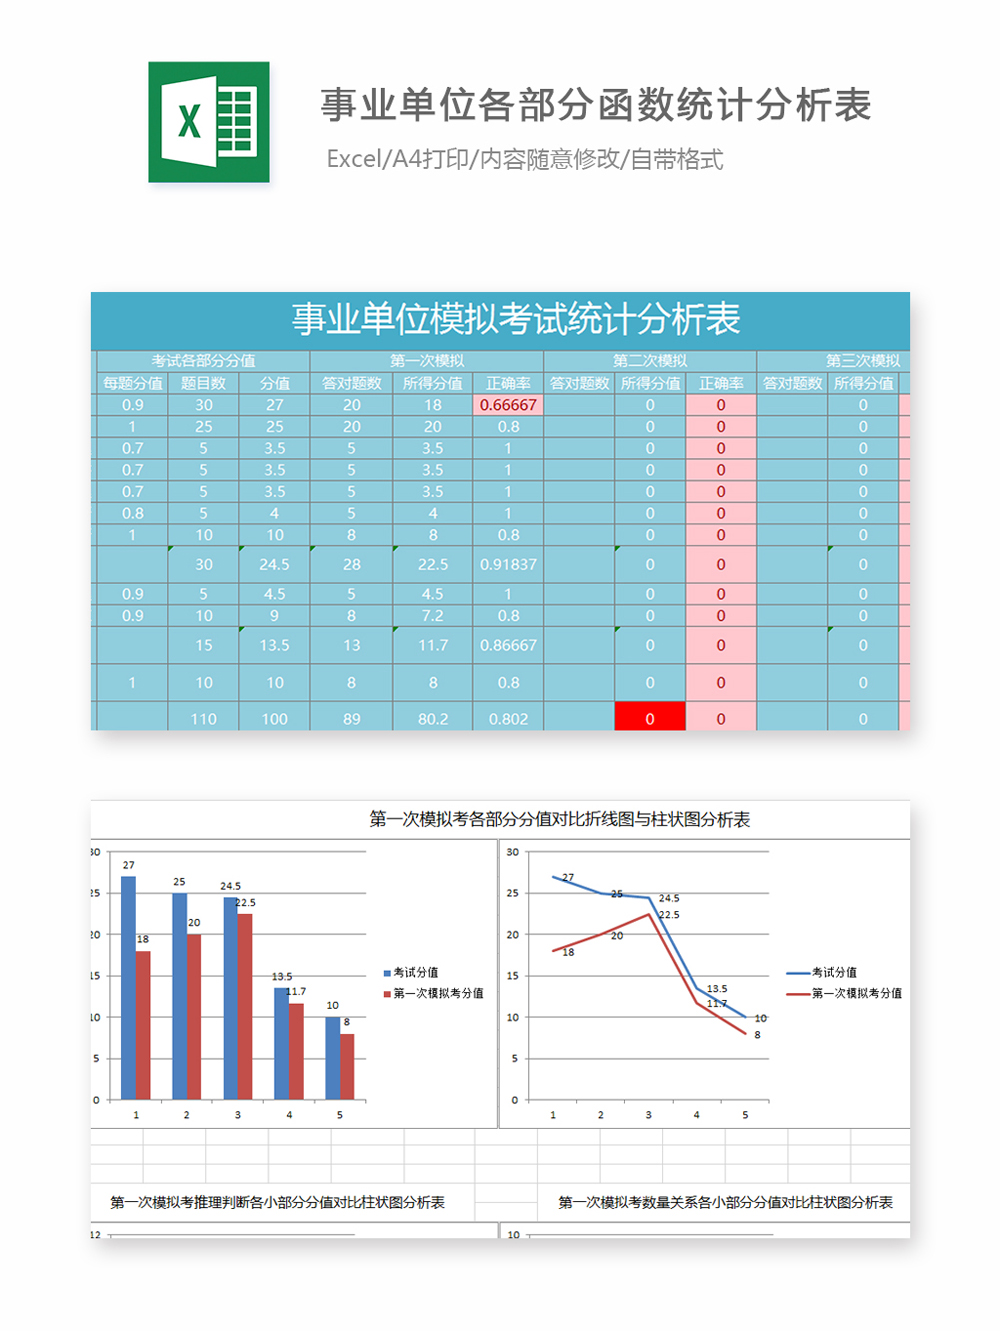 X
事业单位各部分函数统计分析表
Excel/A4打印/内容随意修改/自带格式
事业单位模拟考试统计分析表
考试各部分分值 第一次模拟 第二次模拟 第三次模拟
每题分值 题目数 分值 答对题数 所得分值 正确率 答对题数 所得分值 正确率 答对题数 所得分值
0.9 30 27 20 18 0.66667 0 0 0
1 25 25 20 20 0.8 0 0 0
0.7 5 3.5 5 3.5 1 0 0 0
0.7 5 3.5 5 3.5 1 0 0 0
0.7 5 3.5 5 3.5 1 0 0 0
0.8 5 4 5 4 1 0 0 0
1 10 10 8 8 0.8 0 0 0
30 24.5 28 22.5 0.91837 0 0 0
0.9 5 4.5 5 4.5 1 0 0 0
0.9 10 9 8 7.2 0.8 0 0 0
15 13.5 13 11.7 0.86667 0 0 0
1 10 10 8 8 0.8 0 0 0
110 100 89 80.2 0.802 0 0 0
第一次模拟考各部分分值对比折线图与柱状图分析表
30
25
20
15
10
5
0
27
18
25
20
24.5
22.5
13.5
11.7
10
8
1 2 3 4 5
考试分值
第一次模拟考分值
30
25
20
15
10
5
0
27
25
24.5
22.5
18
20
13.5
11.7
10
8
1 2 3 4 5
考试分值
第一次模拟考分值
第一次模拟考推理判断各小部分分值对比柱状图分析表
第一次模拟考数量关系各小部分分值对比柱状图分析表
12
10